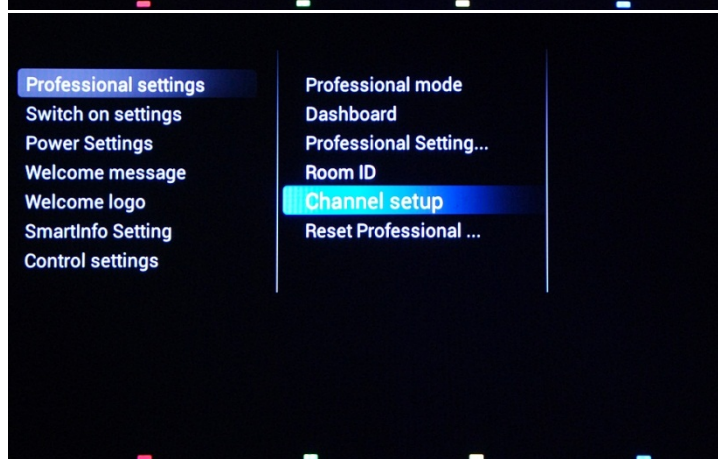 Professional settings
Switch on settings
Power Settings
Welcome message
Welcome logo
SmartInfo Setting
Control settings
Professional mode
Dashboard
Professional Setting...
Room ID
Channel setup
Reset Professional ...